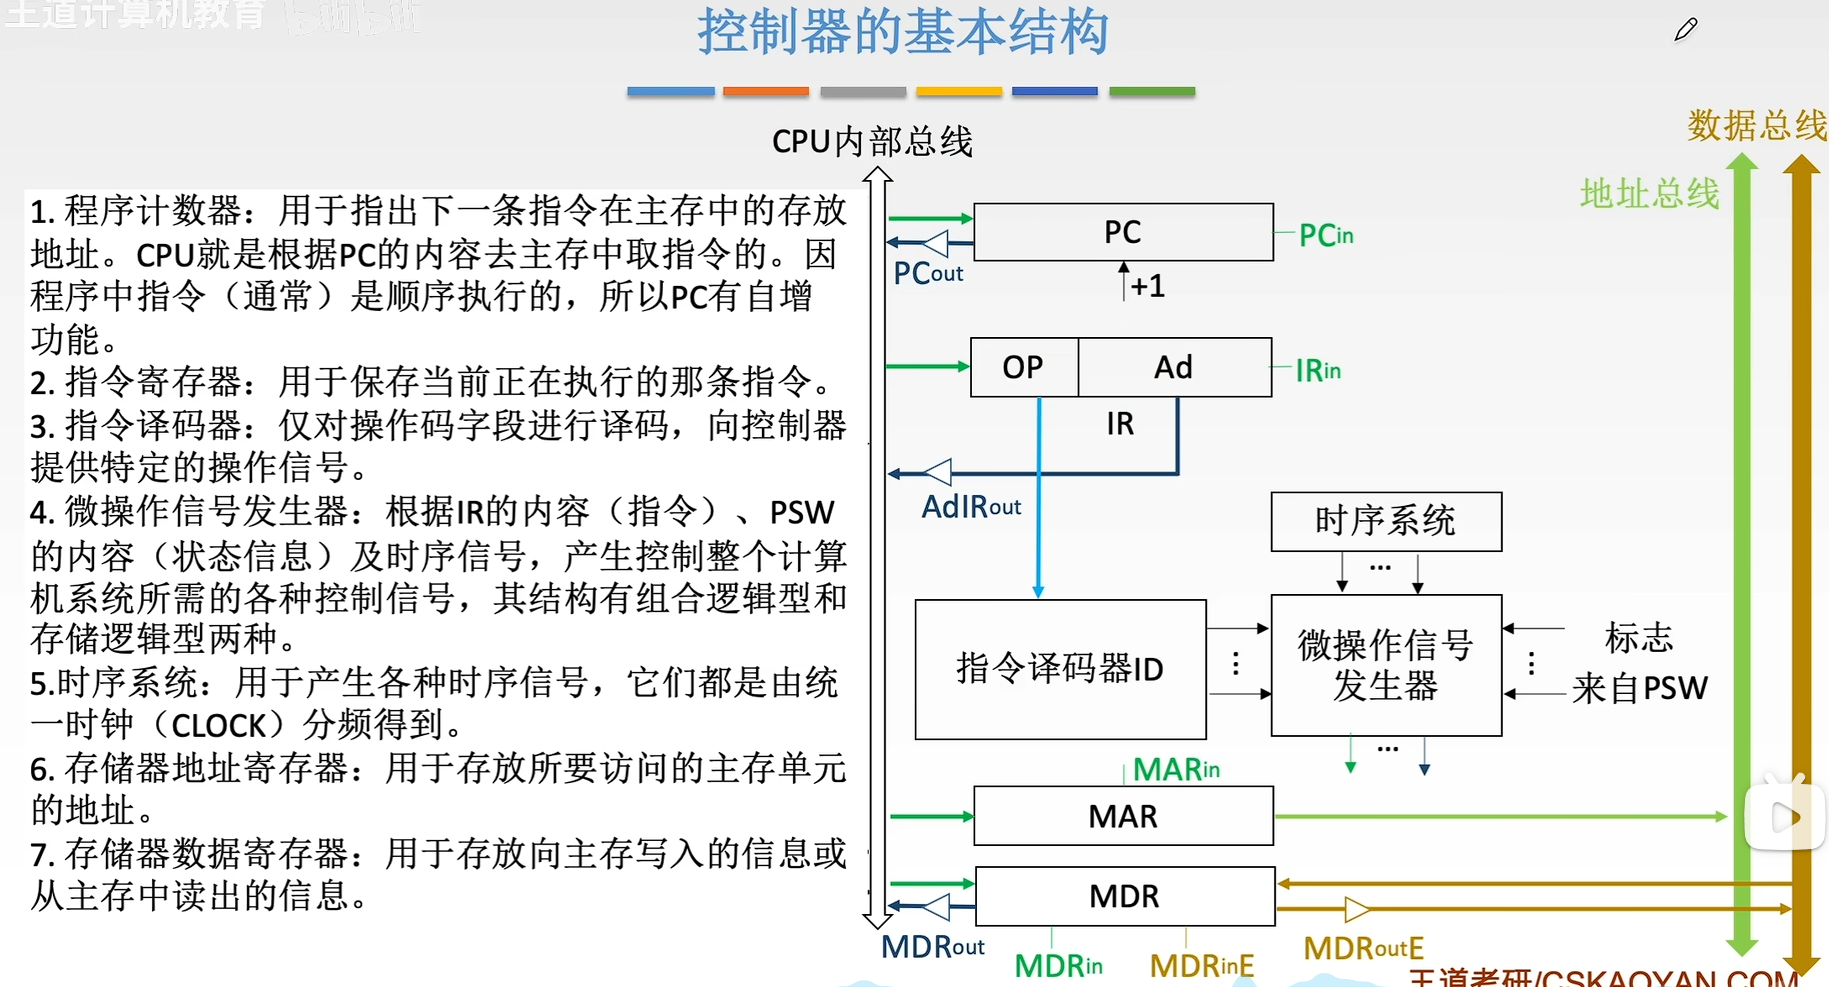 王道计算机教育 bilibili
控制器的基本结构
CPU内部总线
数据总线
地址总线
1. 程序计数器：用于指出下一条指令在主存中的存放
地址。CPU就是根据PC的内容去主存中取指令的。因
程序中指令（通常）是顺序执行的，所以PC有自增
功能。
2. 指令寄存器：用于保存当前正在执行的那条指令。
3. 指令译码器：仅对操作码字段进行译码，向控制器
提供特定的操作信号。
4. 微操作信号发生器：根据IR的内容（指令）、PSW
的内容（状态信息）及时序信号，产生控制整个计算
机系统所需的各种控制信号，其结构有组合逻辑型和
存储逻辑型两种。
5.时序系统：用于产生各种时序信号，它们都是由统
一时钟（CLOCK）分频得到。
6. 存储器地址寄存器：用于存放所要访问的主存单元
的地址。
7. 存储器数据寄存器：用于存放向主存写入的信息或
从主存中读出的信息。
PC
PCin
PCout
+1
OP
Ad
IRin
IR
AdIRout
时序系统
...
指令译码器ID
...
微操作信号
发生器
...
标志
来自PSW
...
MARin
MAR
MDR
MDRout
MDRin
MDRinE
MDRoutE
王道考研/CSKAOYAN.COM